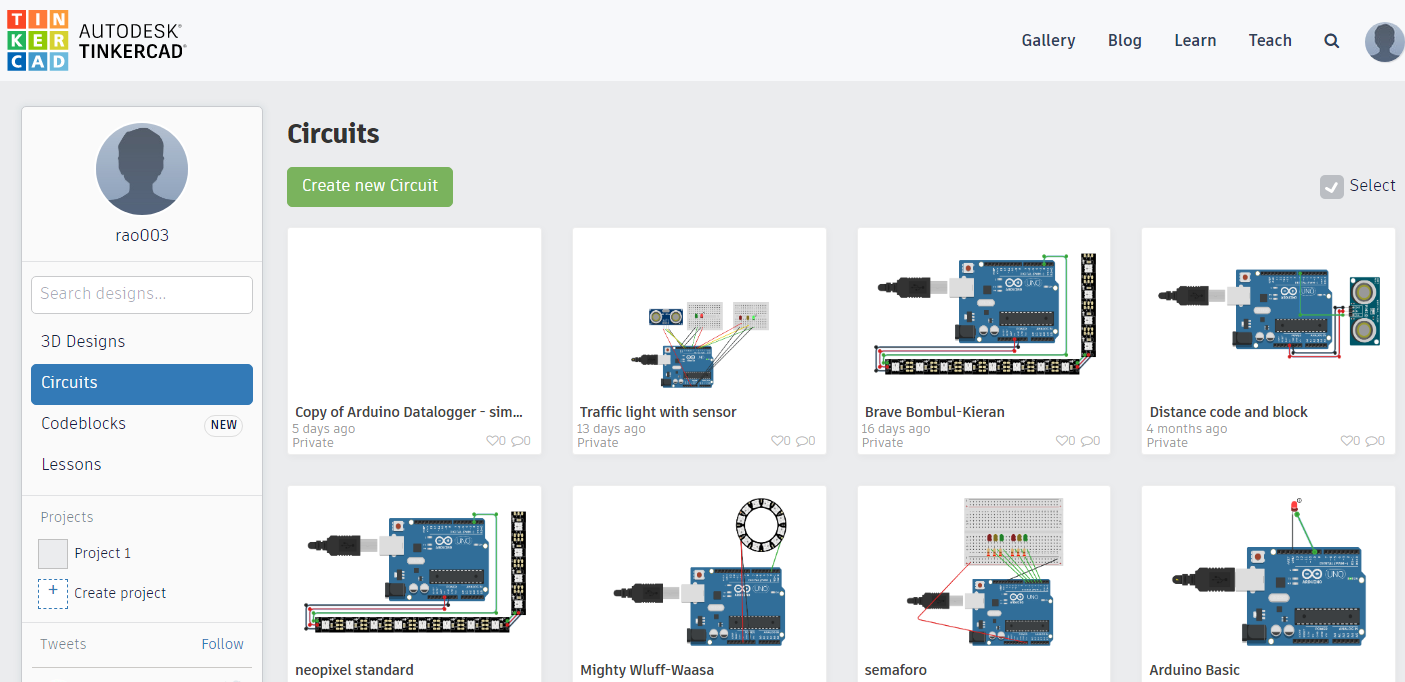 TIN
KER
CAD
AUTODESK®
TINKERCAD®
Gallery
Blog
Learn
Teach
rao003
Search designs...
3D Designs
Circuits
Codeblocks
NEW
Lessons
Projects
Project 1
+ Create project
Tweets
Follow
Circuits
Create new Circuit
Select
Copy of Arduino Datalogger - sim...
5 days ago
Private
0 0
Traffic light with sensor
13 days ago
Private
0 0
Brave Bombul-Kieran
16 days ago
Private
0 0
Distance code and block
4 months ago
Private
0 0
neopixel standard
Mighty Wluff-Waasa
semaforo
Arduino Basic